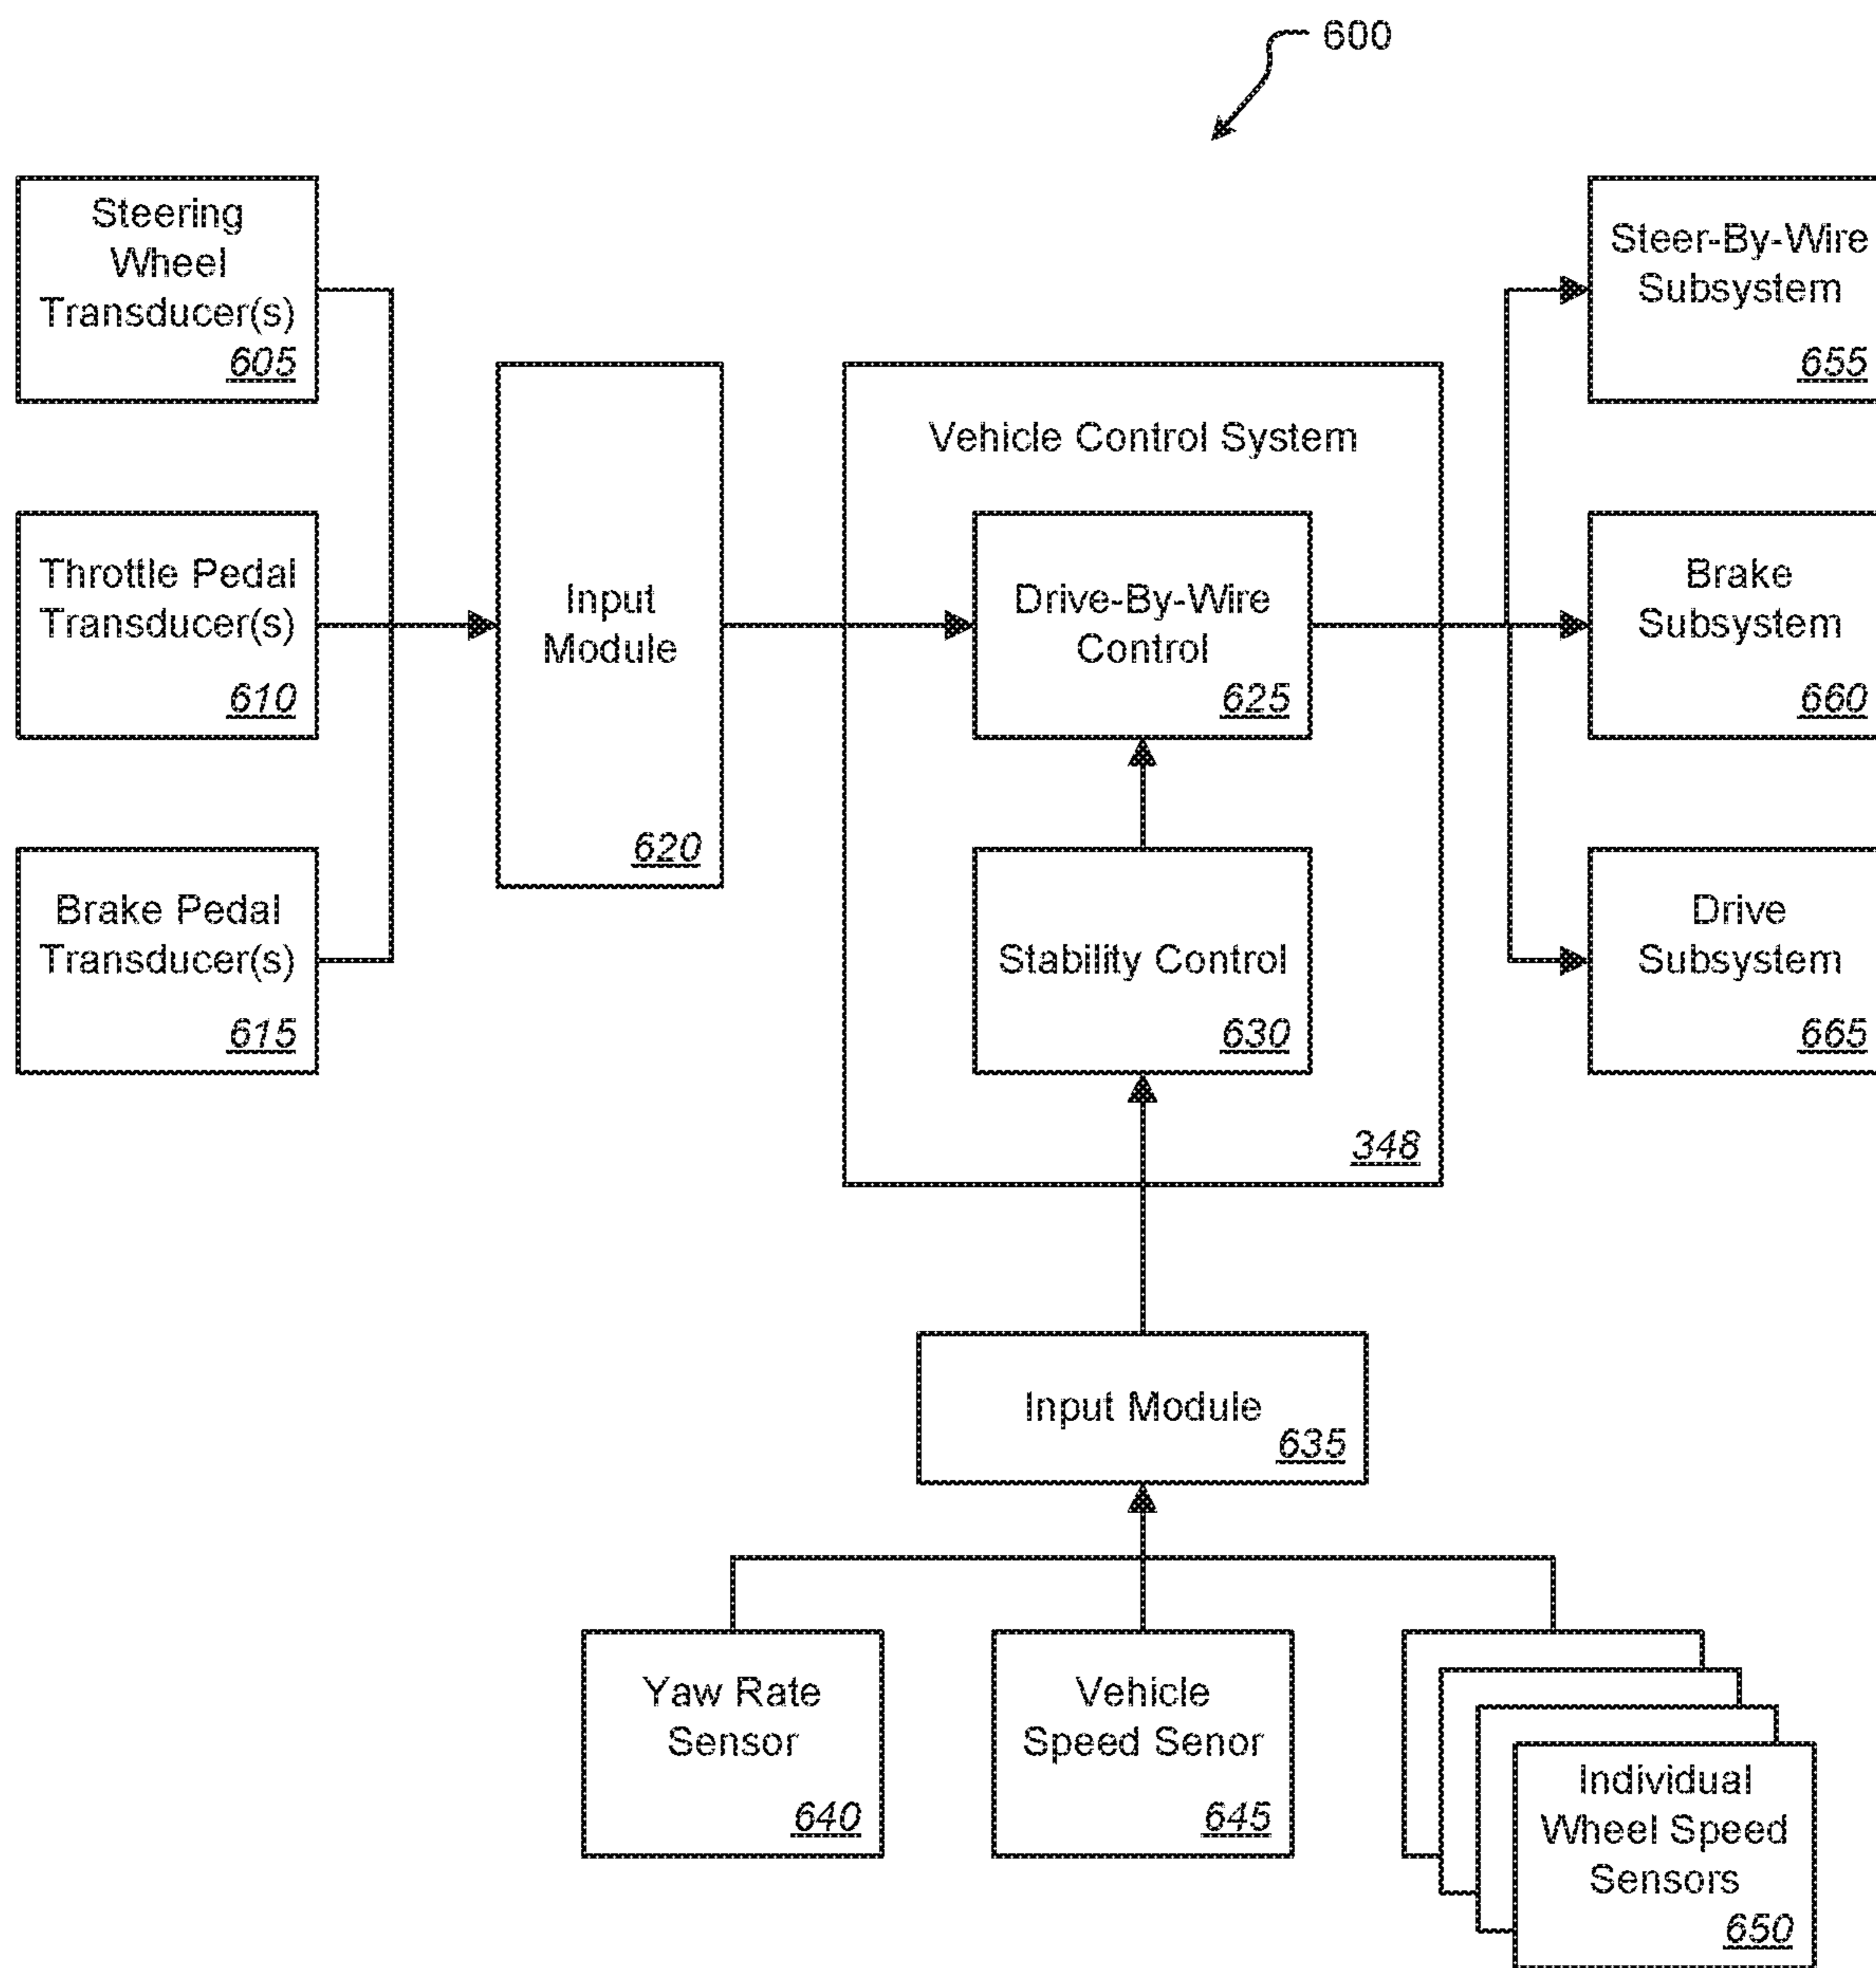 600
Steering
Wheel
Transducer(s)
605
Throttle Pedal
Transducer(s)
610
Brake Pedal
Transducer(s)
615
Input
Module
620
Vehicle Control System
Drive-By-Wire
Control
625
Stability Control
630
348
Steer-By-Wire
Subsystem
655
Brake
Subsystem
660
Drive
Subsystem
665
Input Module
635
Yaw Rate
Sensor
640
Vehicle
Speed Senor
645
Individual
Wheel Speed
Sensors
650